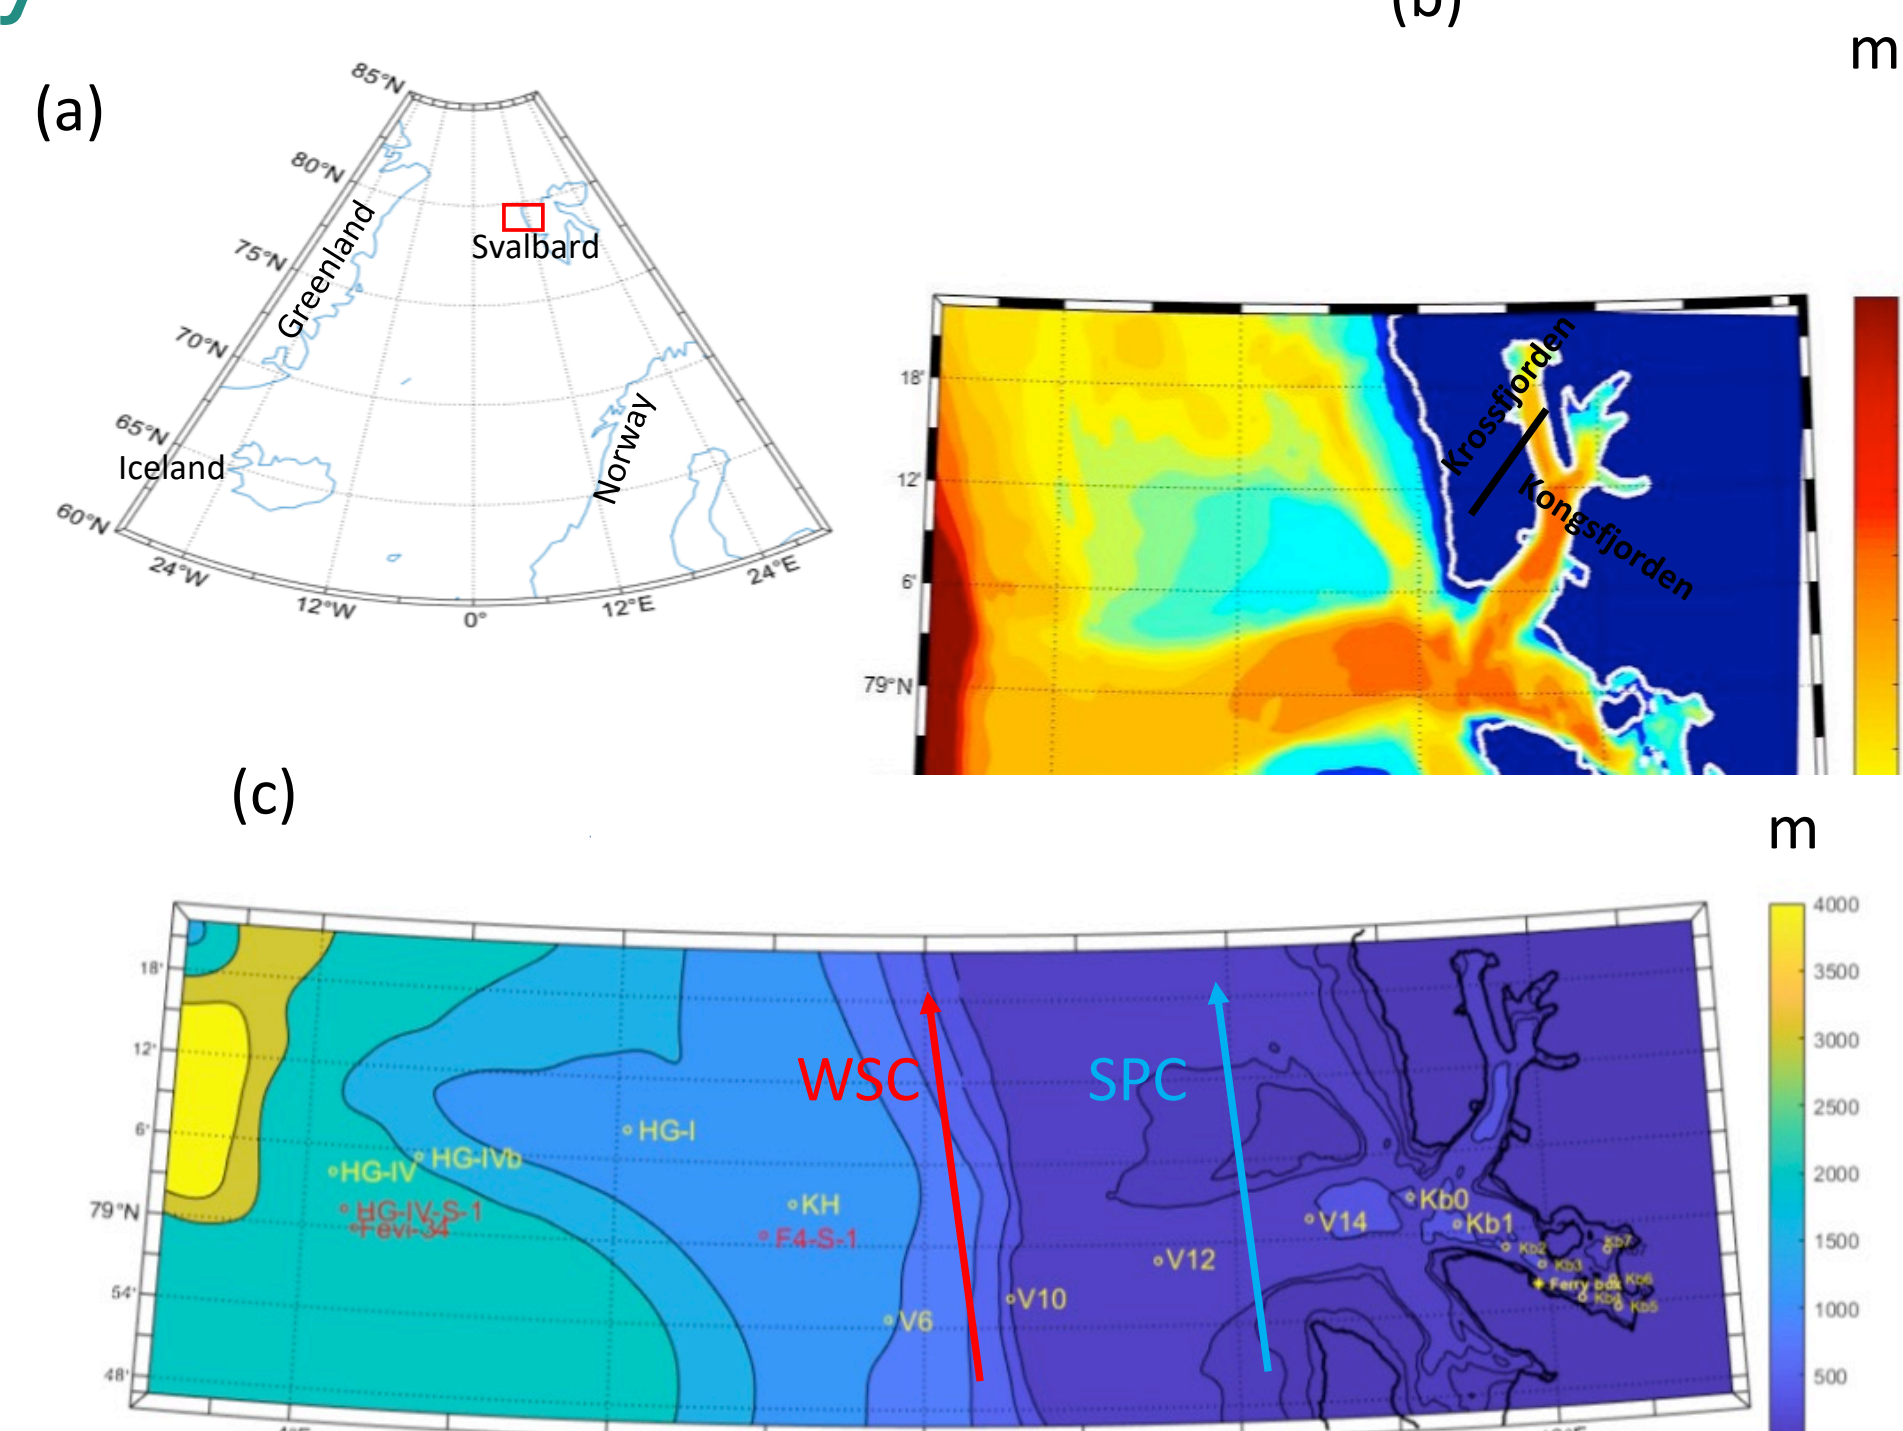 (b)
m
(a)
85°N
80°N
75°N
70°N
65°N
60°N
Greenland
Svalbard
Iceland
Norway
24°W
12°W
0°
12°E
24°E
18'
12'
6'
79°N
Krossfjorden
Kongsfjorden
(c)
m
18'
12'
6'
79°N
54'
48'
WSC
SPC
HG-I
HG-IVb
HG-IV
HG-IV-S-1
Fevi-34
KH
F4-S-1
V6
V10
V12
V14
Kb0
Kb1
Kb2
Kb3
Kb7
Ferry box
Kb6
Kb4
Kb5
4000
3500
3000
2500
2000
1500
1000
500